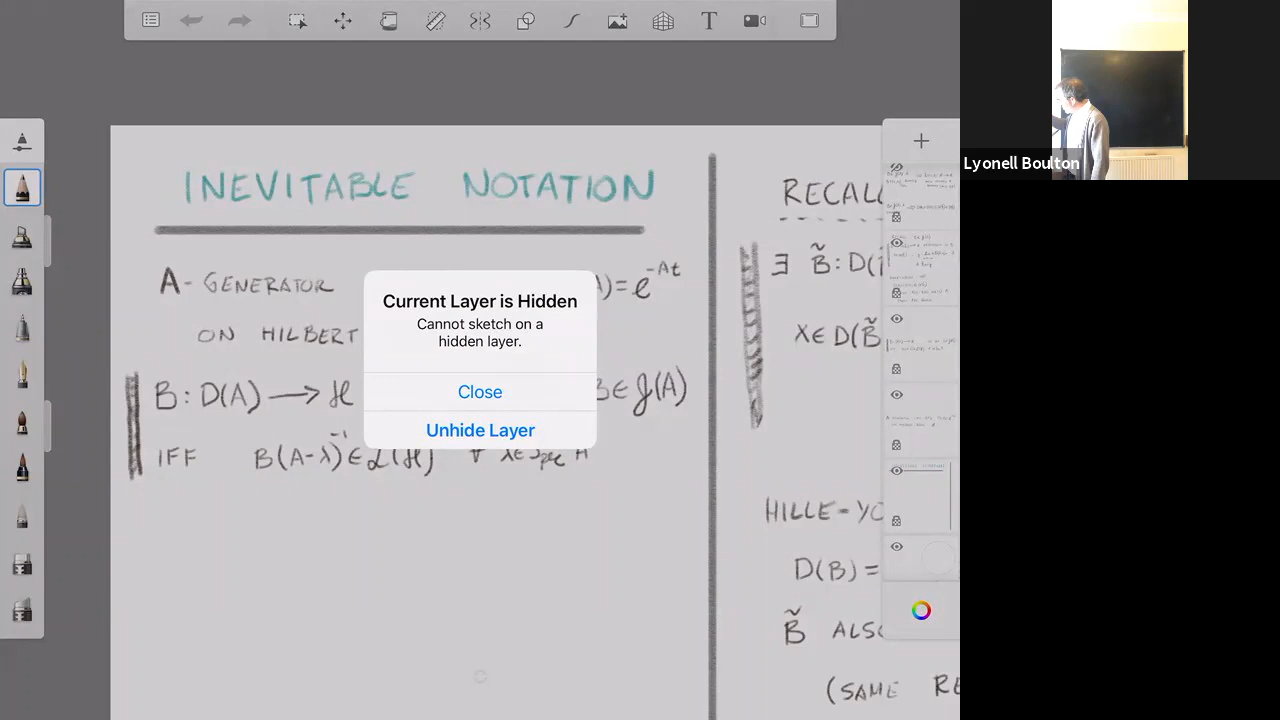 INEVITABLE NOTATION
A - GENERATOR
A) = e^{-At}
ON HILBERT
B : D(A) → ℋ
B ∈ 𝒥(A)
IFF B(A-λ)^{-1} ∈ ℒ(ℋ) ∀ λ∈Spec A
Current Layer is Hidden
Cannot sketch on a
hidden layer.
Close
Unhide Layer
RECALL
∃ B̃ : D(
x ∈ D(B̃
HILLE - YO
D(B) =
B̃ ALSO
(SAME RE
Lyonell Boulton